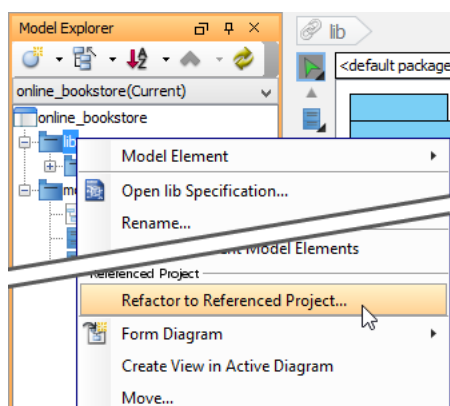 Model Explorer
lib
<default package
online_bookstore(Current)
online_bookstore
lib
Model Element
Open lib Specification...
Rename...
Model Elements
Referenced Project
Refactor to Referenced Project...
Form Diagram
Create View in Active Diagram
Move...